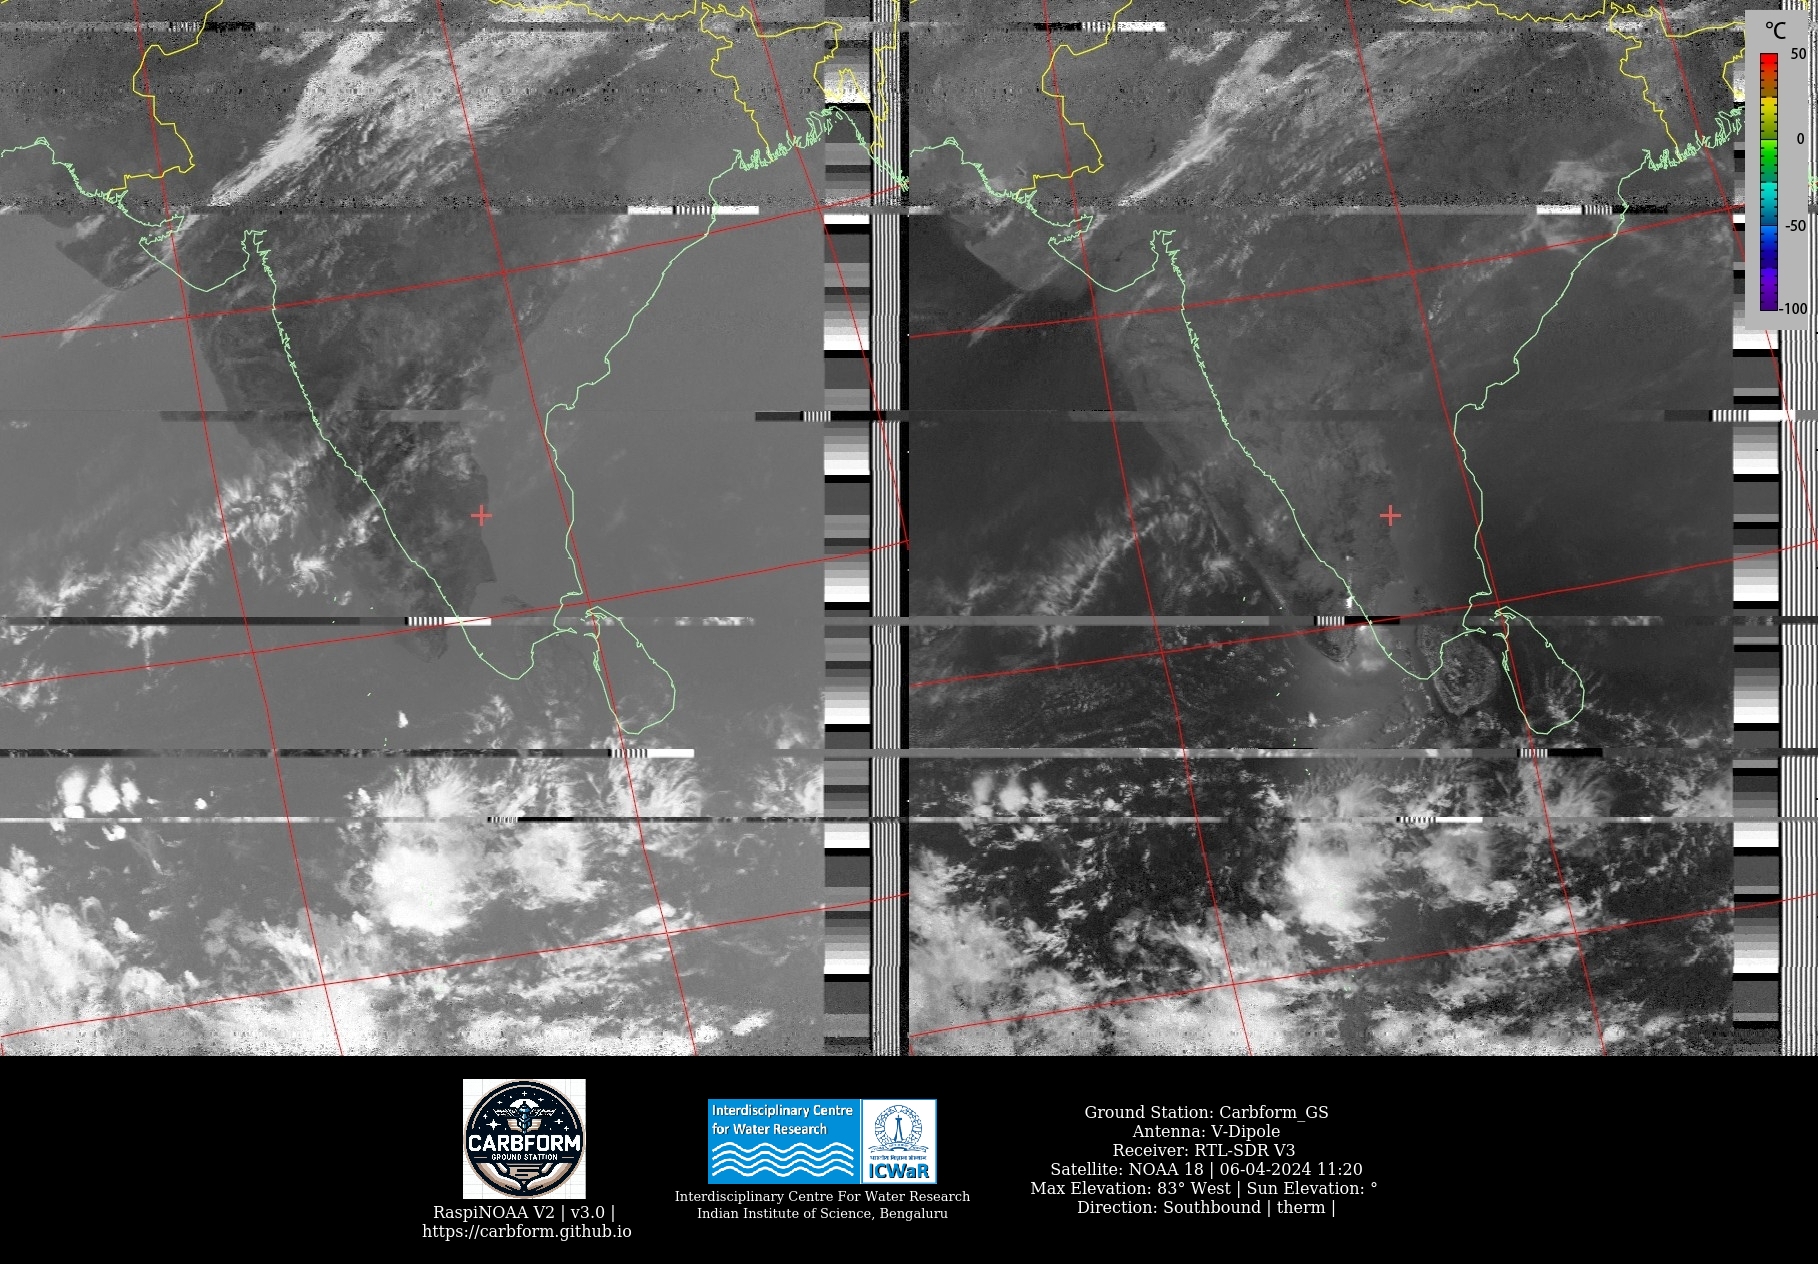 °C
50
0
-50
-100
CARBFORM
GROUND STATTION
RaspiNOAA V2 | v3.0 |
https://carbform.github.io
Interdisciplinary Centre
for Water Research
ICWaR
Interdisciplinary Centre For Water Research
Indian Institute of Science, Bengaluru
Ground Station: Carbform_GS
Antenna: V-Dipole
Receiver: RTL-SDR V3
Satellite: NOAA 18 | 06-04-2024 11:20
Max Elevation: 83° West | Sun Elevation: °
Direction: Southbound | therm |